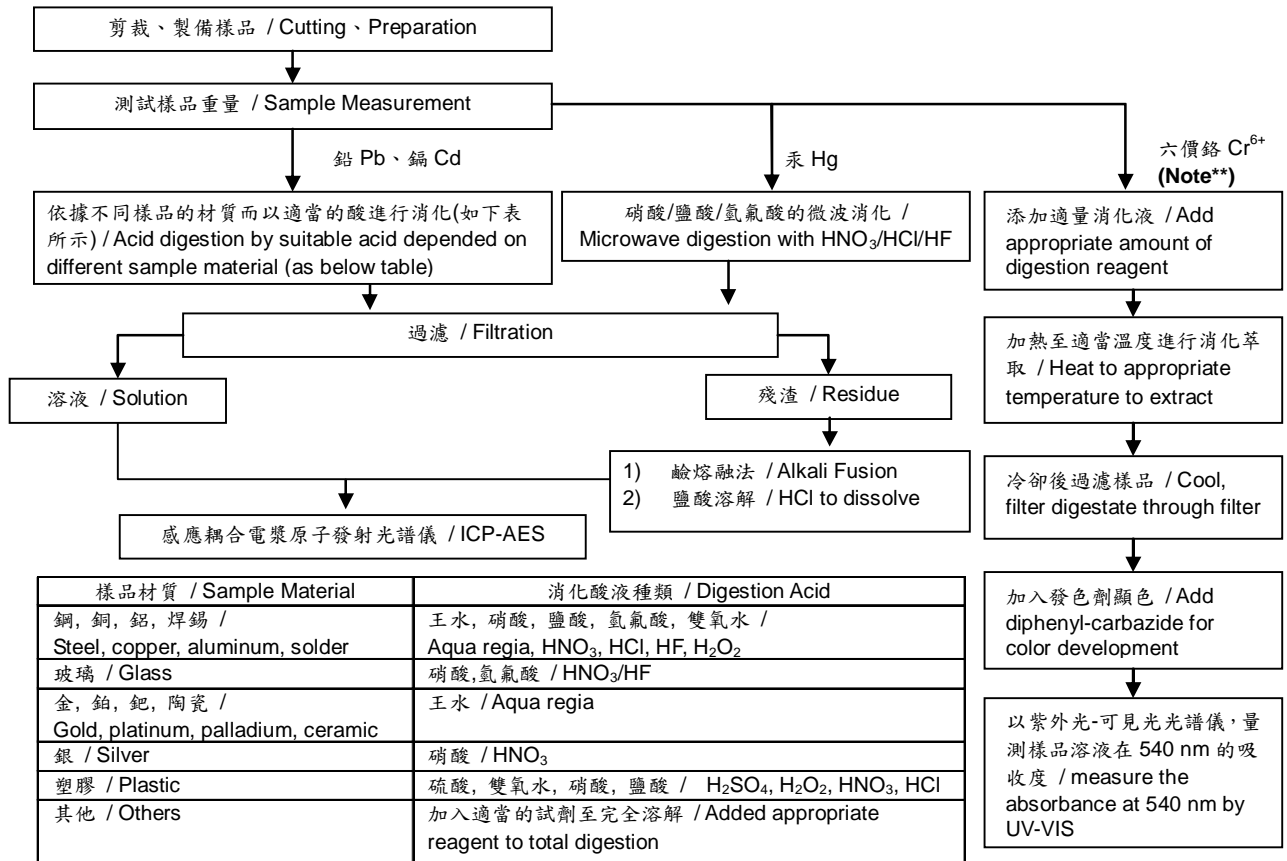 剪裁、製備樣品 / Cutting、Preparation
測試樣品重量 / Sample Measurement
鉛 Pb、鎘 Cd
汞 Hg
六價鉻 Cr6+
(Note**)
依據不同樣品的材質而以適當的酸進行消化(如下表
所示) / Acid digestion by suitable acid depended on
different sample material (as below table)
硝酸/鹽酸/氫氟酸的微波消化 /
Microwave digestion with HNO3/HCl/HF
添加適量消化液 / Add
appropriate amount of
digestion reagent
過濾 / Filtration
加熱至適當溫度進行消化萃
取 / Heat to appropriate
temperature to extract
溶液 / Solution
殘渣 / Residue
1) 鹼熔融法 / Alkali Fusion
2) 鹽酸溶解 / HCl to dissolve
冷卻後過濾樣品 / Cool,
filter digestate through filter
感應耦合電漿原子發射光譜儀 / ICP-AES
加入發色劑顯色 / Add
diphenyl-carbazide for
color development
以紫外光-可見光光譜儀,量
測樣品溶液在 540 nm 的吸
收度 / measure the
absorbance at 540 nm by
UV-VIS
樣品材質 / Sample Material
消化酸液種類 / Digestion Acid
鋼, 銅, 鋁, 焊錫 /
Steel, copper, aluminum, solder
王水, 硝酸, 鹽酸, 氫氟酸, 雙氧水 /
Aqua regia, HNO3, HCl, HF, H2O2
玻璃 / Glass
硝酸,氫氟酸 / HNO3/HF
金, 鉑, 鈀, 陶瓷 /
Gold, platinum, palladium, ceramic
王水 / Aqua regia
銀 / Silver
硝酸 / HNO3
塑膠 / Plastic
硫酸, 雙氧水, 硝酸, 鹽酸 / H2SO4, H2O2, HNO3, HCl
其他 / Others
加入適當的試劑至完全溶解 / Added appropriate
reagent to total digestion